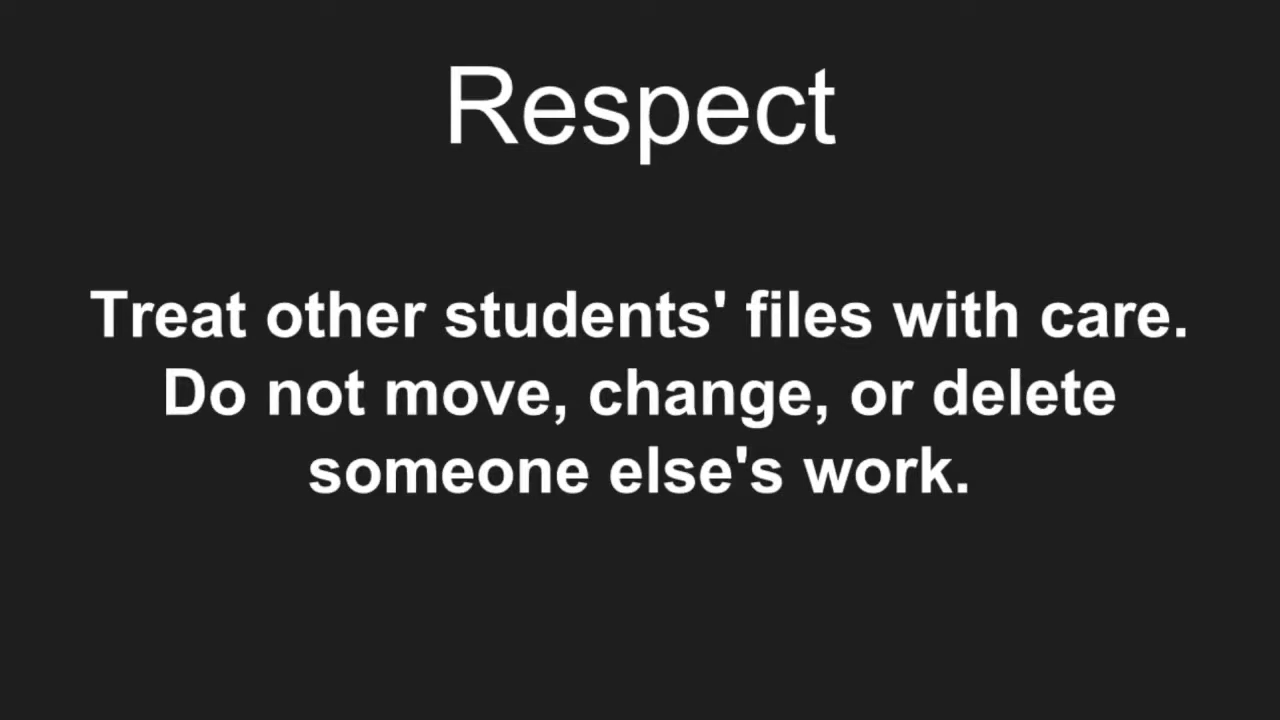 Respect
Treat other students' files with care.
Do not move, change, or delete
someone else's work.